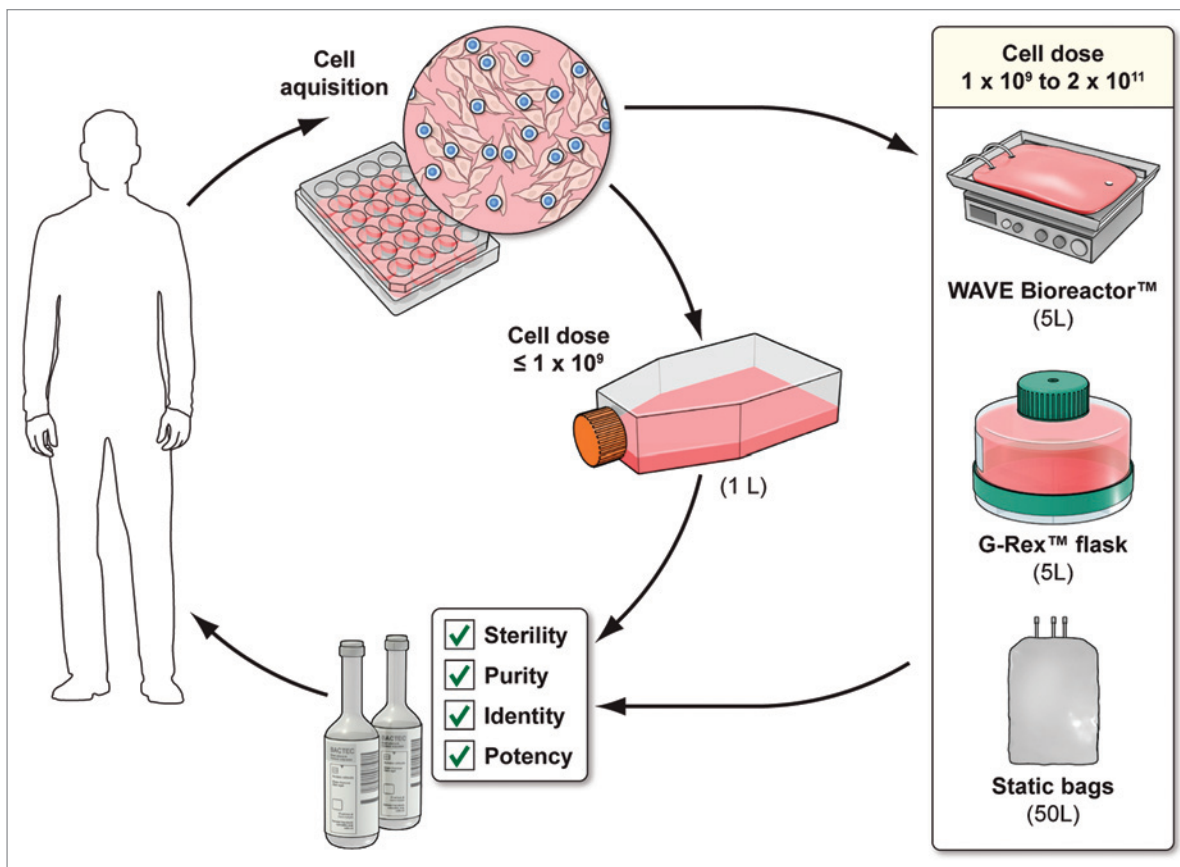 Cell
aquisition
Cell dose
1 x 10⁹ to 2 x 10¹¹
WAVE Bioreactor™
(5L)
Cell dose
≤ 1 x 10⁹
(1 L)
G-Rex™ flask
(5L)
Sterility
Purity
Identity
Potency
BACTEC
Static bags
(50L)